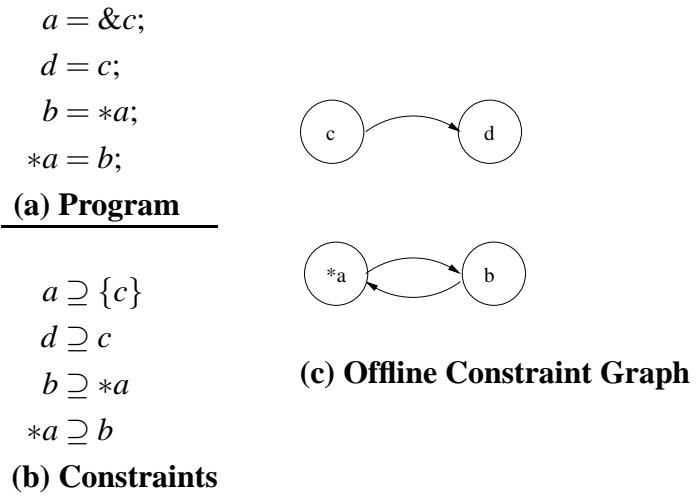 a = &c;
d = c;
b = ∗a;
∗a = b;
(a) Program
a ⊇ {c}
d ⊇ c
b ⊇ ∗a
∗a ⊇ b
(b) Constraints
c
d
*a
b
(c) Offline Constraint Graph